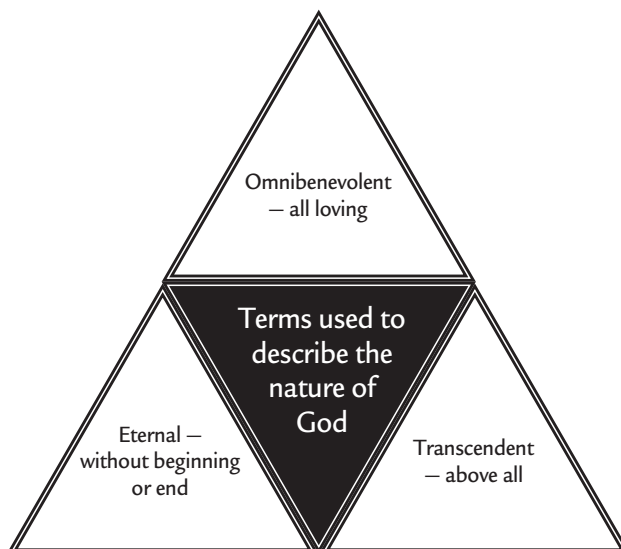 Omnibenevolent
– all loving
Terms used to
describe the
nature of
God
Eternal –
without beginning
or end
Transcendent
– above all